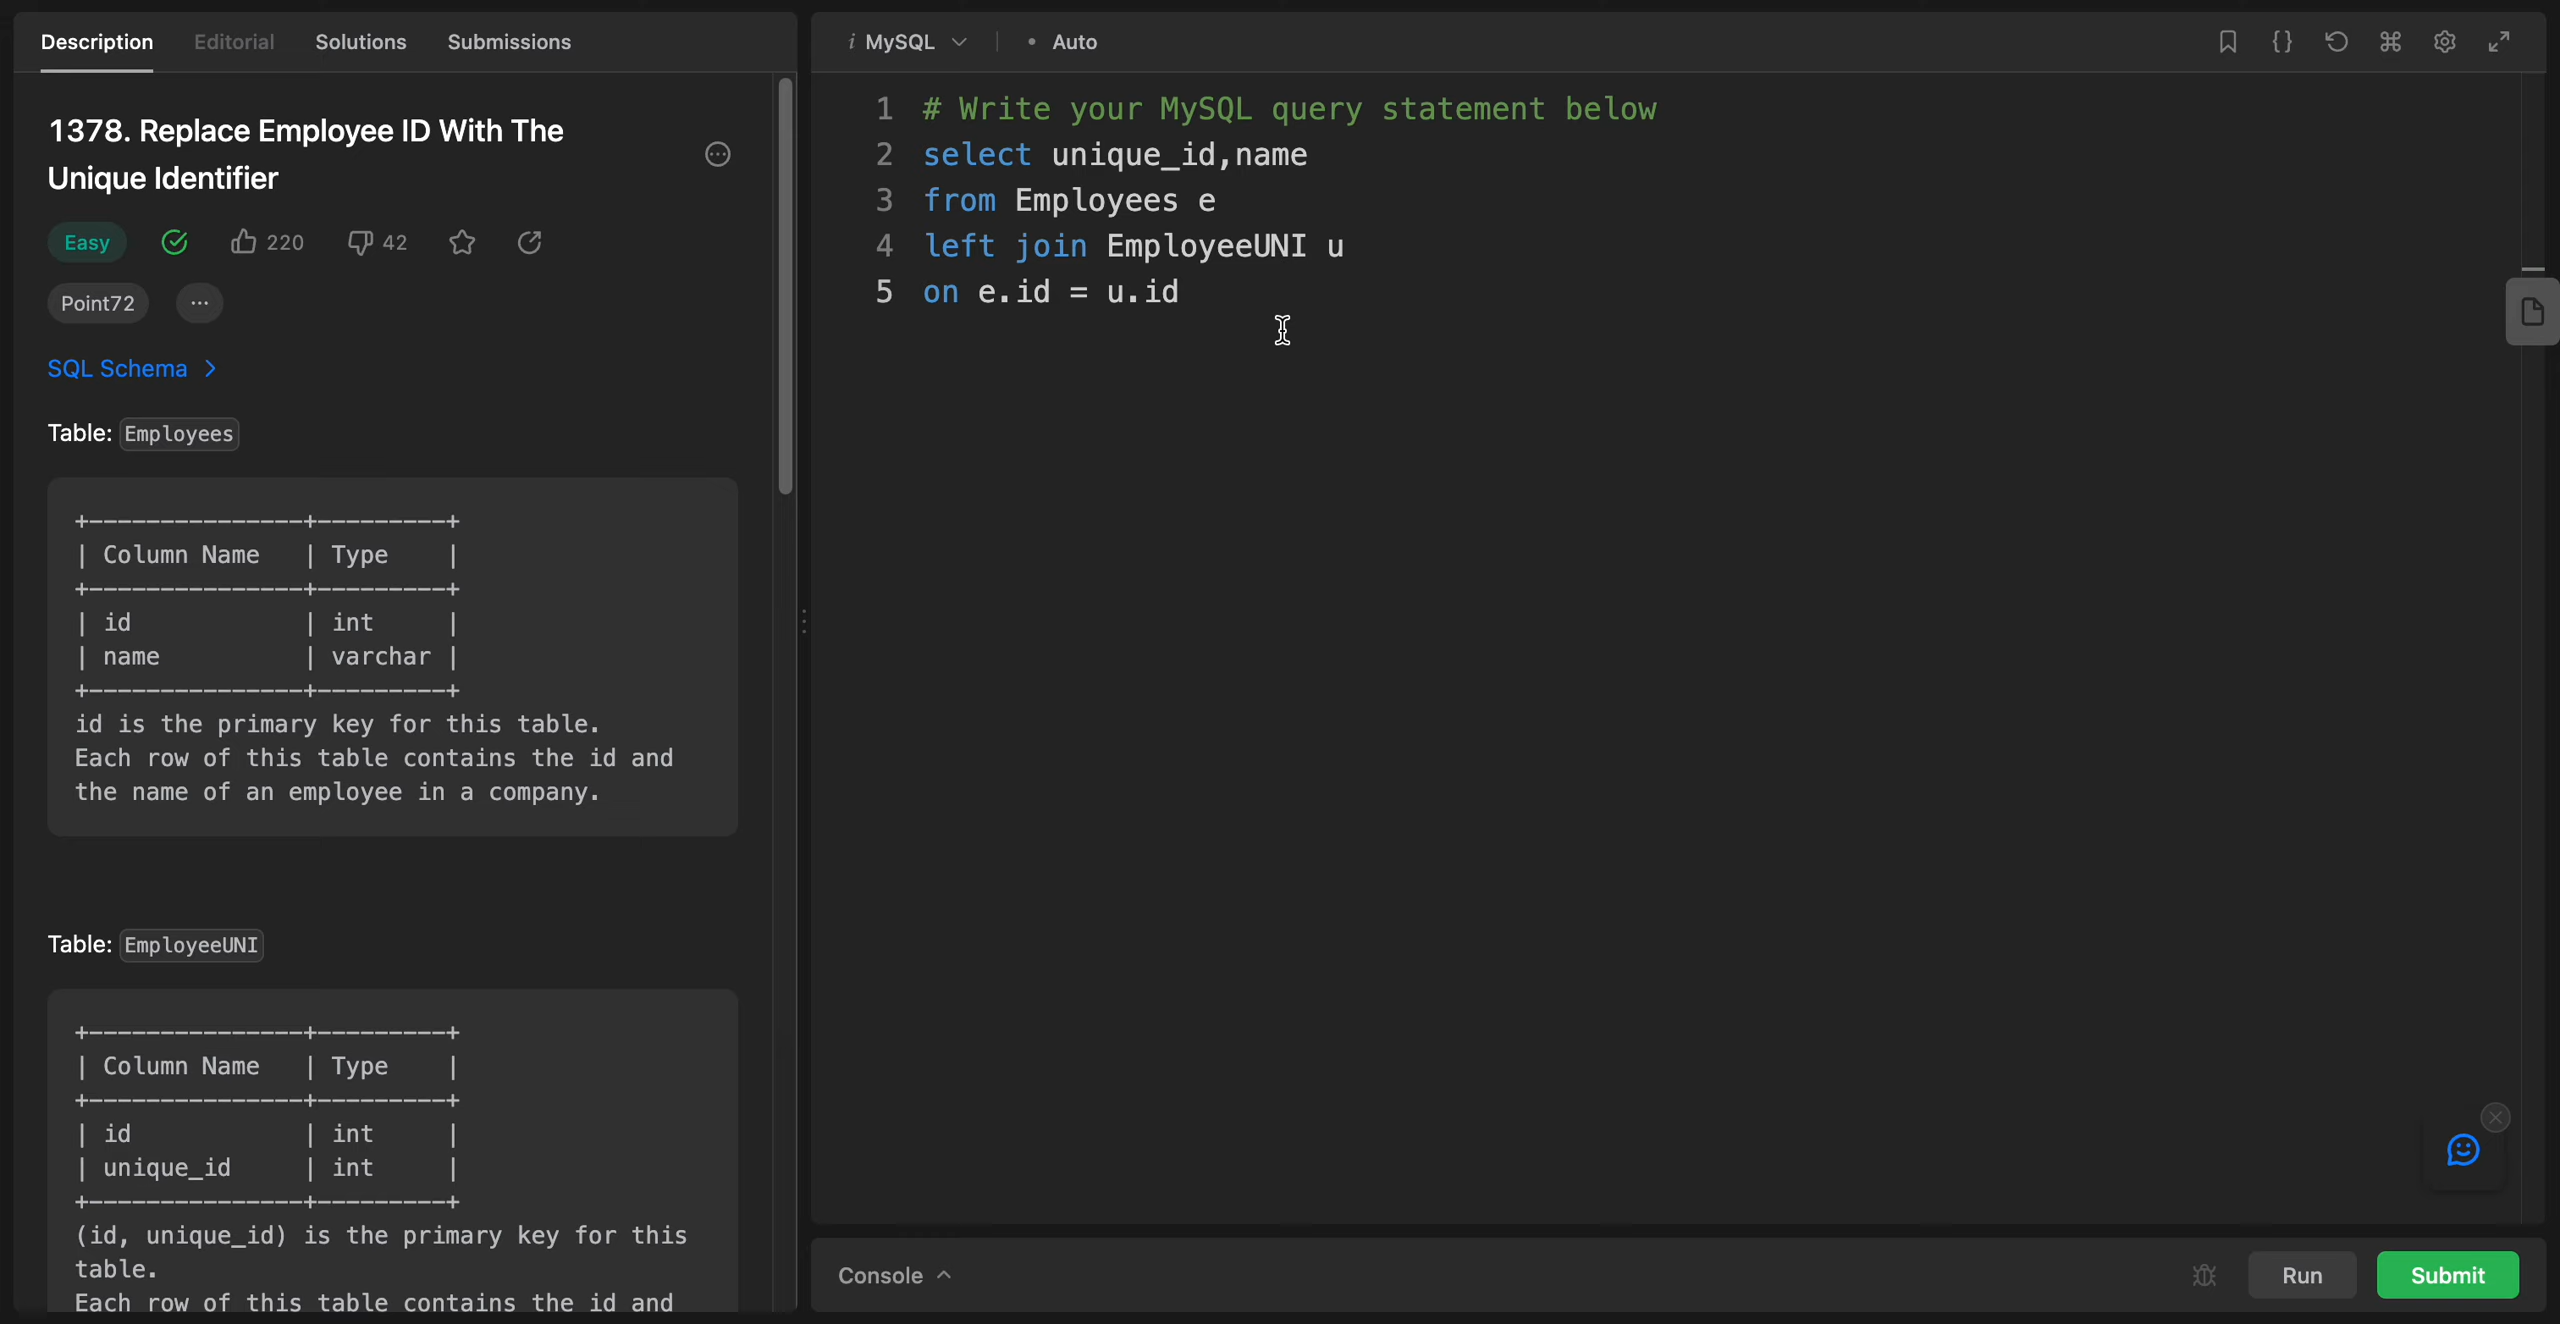 Description Editorial Solutions Submissions
1378. Replace Employee ID With The
Unique Identifier
Easy 220 42
Point72 ...
SQL Schema >
Table: Employees
+---------------+---------+
| Column Name   | Type    |
+---------------+---------+
| id            | int     |
| name          | varchar |
+---------------+---------+
id is the primary key for this table.
Each row of this table contains the id and
the name of an employee in a company.
Table: EmployeeUNI
+---------------+---------+
| Column Name   | Type    |
+---------------+---------+
| id            | int     |
| unique_id     | int     |
+---------------+---------+
(id, unique_id) is the primary key for this
table.
Each row of this table contains the id and
i MySQL • Auto
1 # Write your MySQL query statement below
2 select unique_id,name
3 from Employees e
4 left join EmployeeUNI u
5 on e.id = u.id
Console Run Submit